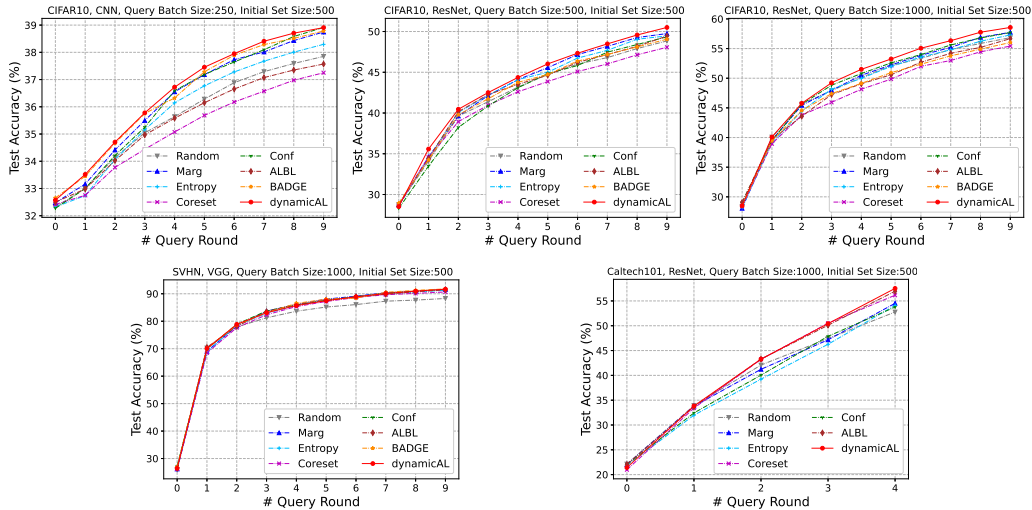 CIFAR10, CNN, Query Batch Size:250, Initial Set Size:500
39
38
37
36
35
34
33
32
Test Accuracy (%)
Random
Marg
Entropy
Coreset
Conf
ALBL
BADGE
dynamicAL
0 1 2 3 4 5 6 7 8 9
# Query Round
CIFAR10, ResNet, Query Batch Size:500, Initial Set Size:500
50
45
40
35
30
Test Accuracy (%)
Random
Marg
Entropy
Coreset
Conf
ALBL
BADGE
dynamicAL
0 1 2 3 4 5 6 7 8 9
# Query Round
CIFAR10, ResNet, Query Batch Size:1000, Initial Set Size:500
60
55
50
45
40
35
30
Test Accuracy (%)
Random
Marg
Entropy
Coreset
Conf
ALBL
BADGE
dynamicAL
0 1 2 3 4 5 6 7 8 9
# Query Round
SVHN, VGG, Query Batch Size:1000, Initial Set Size:500
90
80
70
60
50
40
30
Test Accuracy (%)
Random
Marg
Entropy
Coreset
Conf
ALBL
BADGE
dynamicAL
0 1 2 3 4 5 6 7 8 9
# Query Round
Caltech101, ResNet, Query Batch Size:1000, Initial Set Size:500
55
50
45
40
35
30
25
20
Test Accuracy (%)
Random
Marg
Entropy
Coreset
Conf
ALBL
dynamicAL
0 1 2 3 4
# Query Round